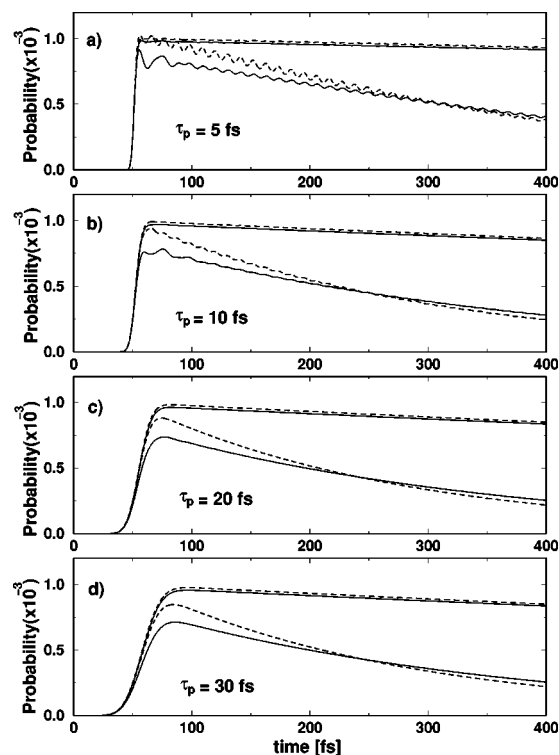 a)
Probability(x10⁻³)
1.0
0.5
0.0
τp = 5 fs
0 100 200 300 400
b)
Probability(x10⁻³)
1.0
0.5
0.0
τp = 10 fs
0 100 200 300 400
c)
Probability(x10⁻³)
1.0
0.5
0.0
τp = 20 fs
0 100 200 300 400
d)
Probability(x10⁻³)
1.0
0.5
0.0
τp = 30 fs
0 100 200 300 400
time [fs]